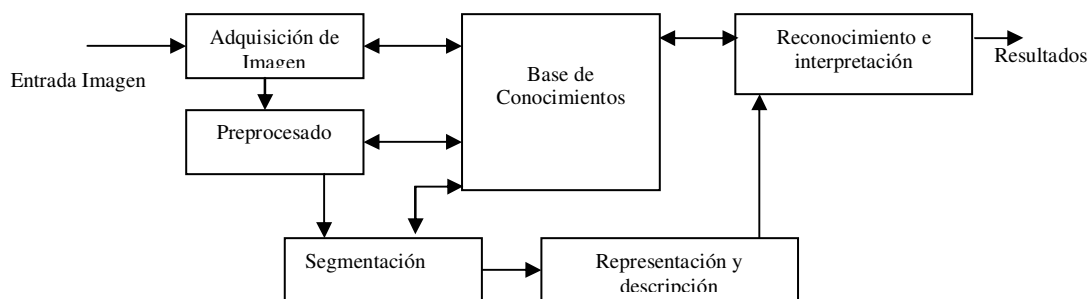 Entrada Imagen
Adquisición de
Imagen
Preprocesado
Segmentación
Representación y
descripción
Base de
Conocimientos
Reconocimiento e
interpretación
Resultados